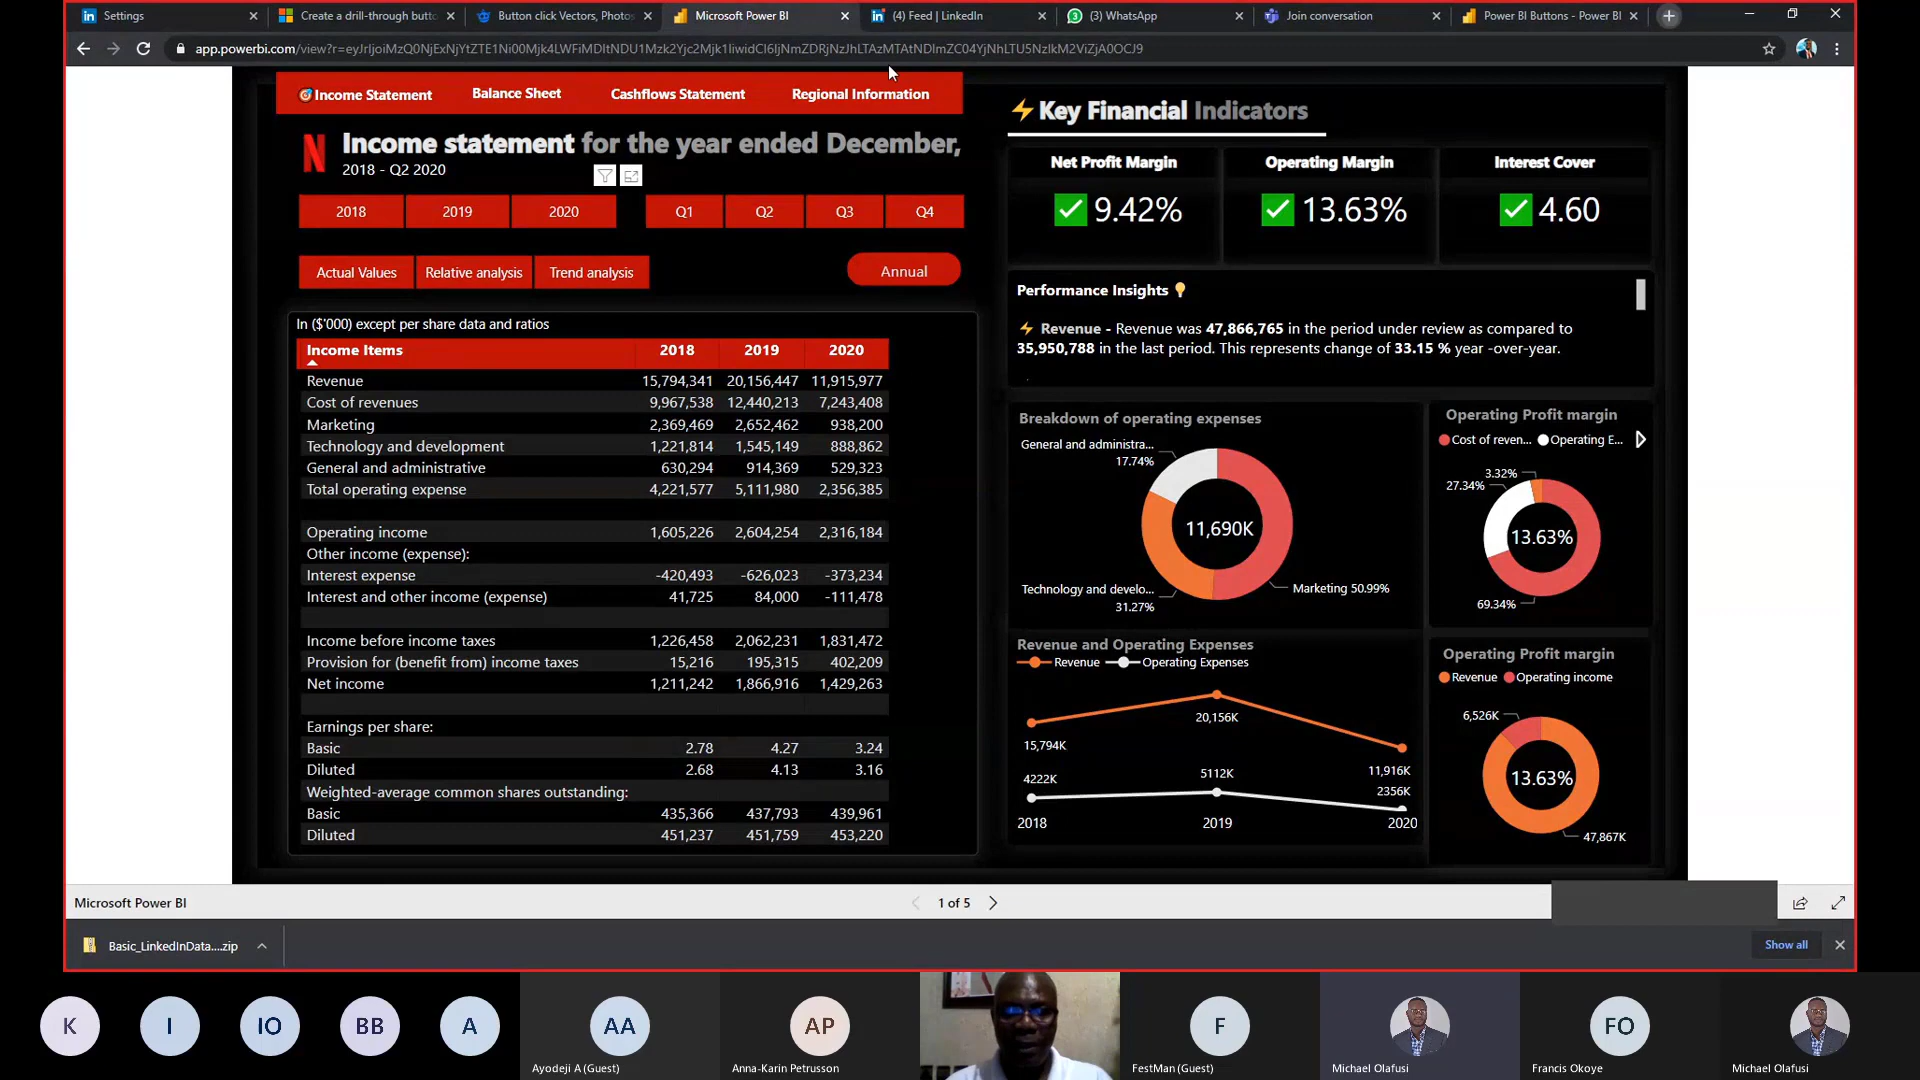 Settings
Create a drill-through butto
Button click Vectors, Photos
Microsoft Power BI
(4) Feed | LinkedIn
(3) WhatsApp
Join conversation
Power BI Buttons - Power BI
Income Statement
Balance Sheet
Cashflows Statement
Regional Information
Income statement for the year ended December,
2018 - Q2 2020
2018 2019 2020
Q1 Q2 Q3 Q4
Actual Values
Relative analysis
Trend analysis
Annual
In ($'000) except per share data and ratios
Income Items 2018 2019 2020
Revenue 15,794,341 20,156,447 11,915,977
Cost of revenues 9,967,538 12,440,213 7,243,408
Marketing 2,369,469 2,652,462 938,200
Technology and development 1,221,814 1,545,149 888,862
General and administrative 630,294 914,369 529,323
Total operating expense 4,221,577 5,111,980 2,356,385
Operating income 1,605,226 2,604,254 2,316,184
Other income (expense):
Interest expense -420,493 -626,023 -373,234
Interest and other income (expense) 41,725 84,000 -111,478
Income before income taxes 1,226,458 2,062,231 1,831,472
Provision for (benefit from) income taxes 15,216 195,315 402,209
Net income 1,211,242 1,866,916 1,429,263
Earnings per share:
Basic 2.78 4.27 3.24
Diluted 2.68 4.13 3.16
Weighted-average common shares outstanding:
Basic 435,366 437,793 439,961
Diluted 451,237 451,759 453,220
Key Financial Indicators
Net Profit Margin
9.42%
Operating Margin
13.63%
Interest Cover
4.60
Performance Insights
Revenue - Revenue was 47,866,765 in the period under review as compared to
35,950,788 in the last period. This represents change of 33.15 % year -over-year.
Breakdown of operating expenses
General and administra...
17.74%
11,690K
Technology and develo...
31.27%
Marketing 50.99%
Operating Profit margin
Cost of reven... Operating E...
3.32%
27.34%
13.63%
69.34%
Revenue and Operating Expenses
Revenue Operating Expenses
20,156K
15,794K
11,916K
4222K
5112K
2356K
2018 2019 2020
Operating Profit margin
Revenue Operating income
6,526K
13.63%
47,867K
Microsoft Power BI
1 of 5
Basic_LinkedInData....zip
Show all
K
I
IO
BB
A
AA
Ayodeji A (Guest)
AP
Anna-Karin Petrusson
F
FestMan (Guest)
Michael Olafusi
FO
Francis Okoye
Michael Olafusi